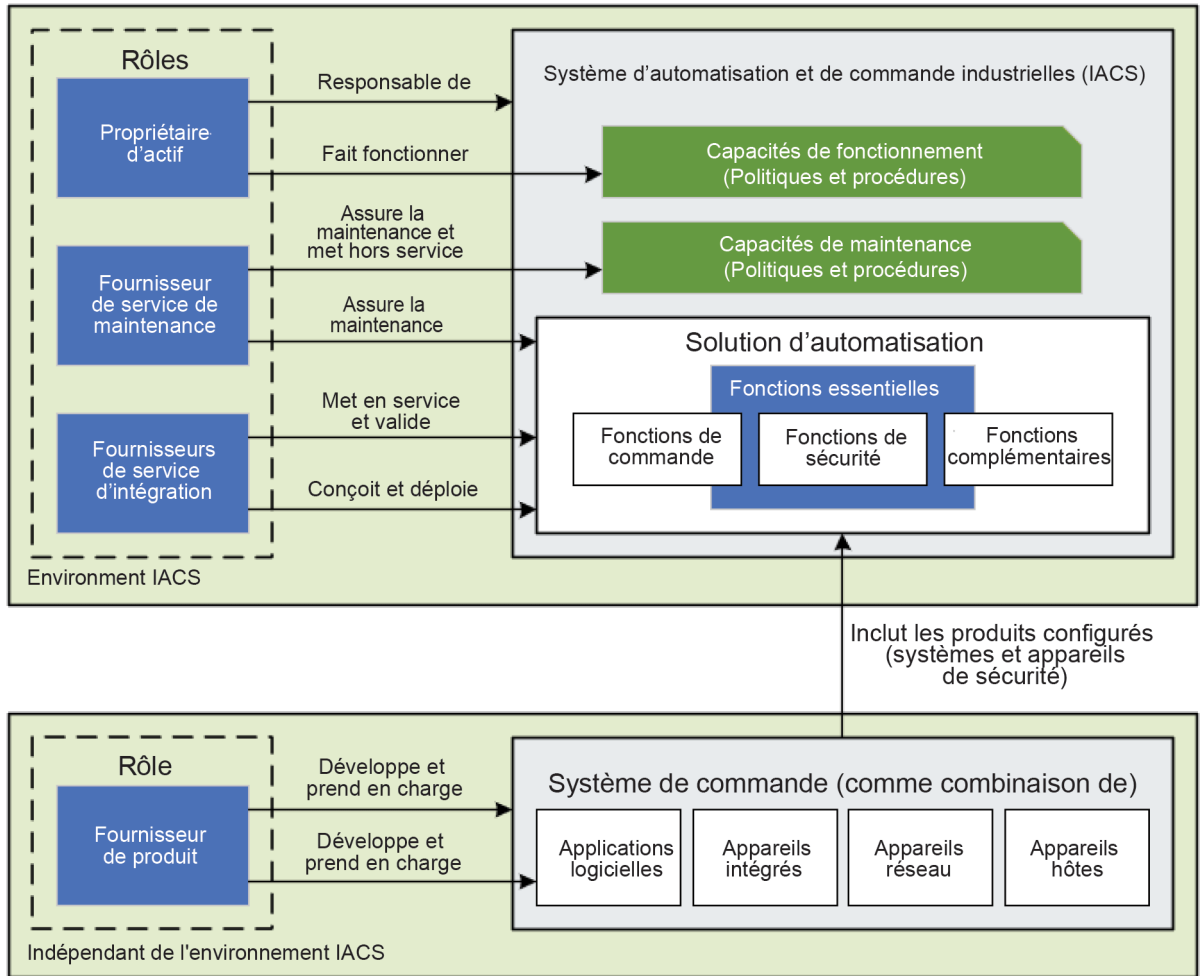 Rôles
Propriétaire
d'actif
Fournisseur
de service de
maintenance
Fournisseurs
de service
d'intégration
Responsable de
Fait fonctionner
Assure la
maintenance et
met hors service
Assure la
maintenance
Met en service
et valide
Conçoit et déploie
Système d'automatisation et de commande industrielles (IACS)
Capacités de fonctionnement
(Politiques et procédures)
Capacités de maintenance
(Politiques et procédures)
Solution d'automatisation
Fonctions essentielles
Fonctions de
commande
Fonctions de
sécurité
Fonctions
complémentaires
Environment IACS
Inclut les produits configurés
(systèmes et appareils
de sécurité)
Rôle
Fournisseur
de produit
Développe et
prend en charge
Développe et
prend en charge
Système de commande (comme combinaison de)
Applications
logicielles
Appareils
intégrés
Appareils
réseau
Appareils
hôtes
Indépendant de l'environnement IACS